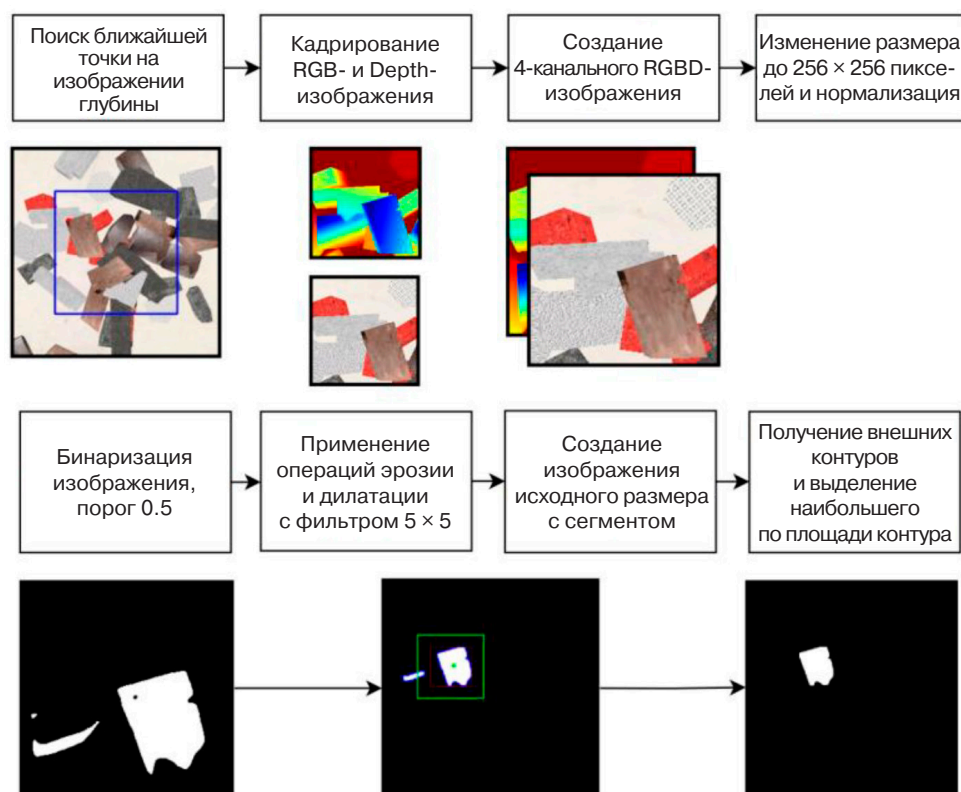 Поиск ближайшей
точки на
изображении
глубины
Кадрирование
RGB- и Depth-
изображения
Создание
4-канального RGBD-
изображения
Изменение размера
до 256 × 256 пиксе-
лей и нормализация
Бинаризация
изображения,
порог 0.5
Применение
операций эрозии
и дилатации
с фильтром 5 × 5
Создание
изображения
исходного размера
с сегментом
Получение внешних
контуров
и выделение
наибольшего
по площади контура